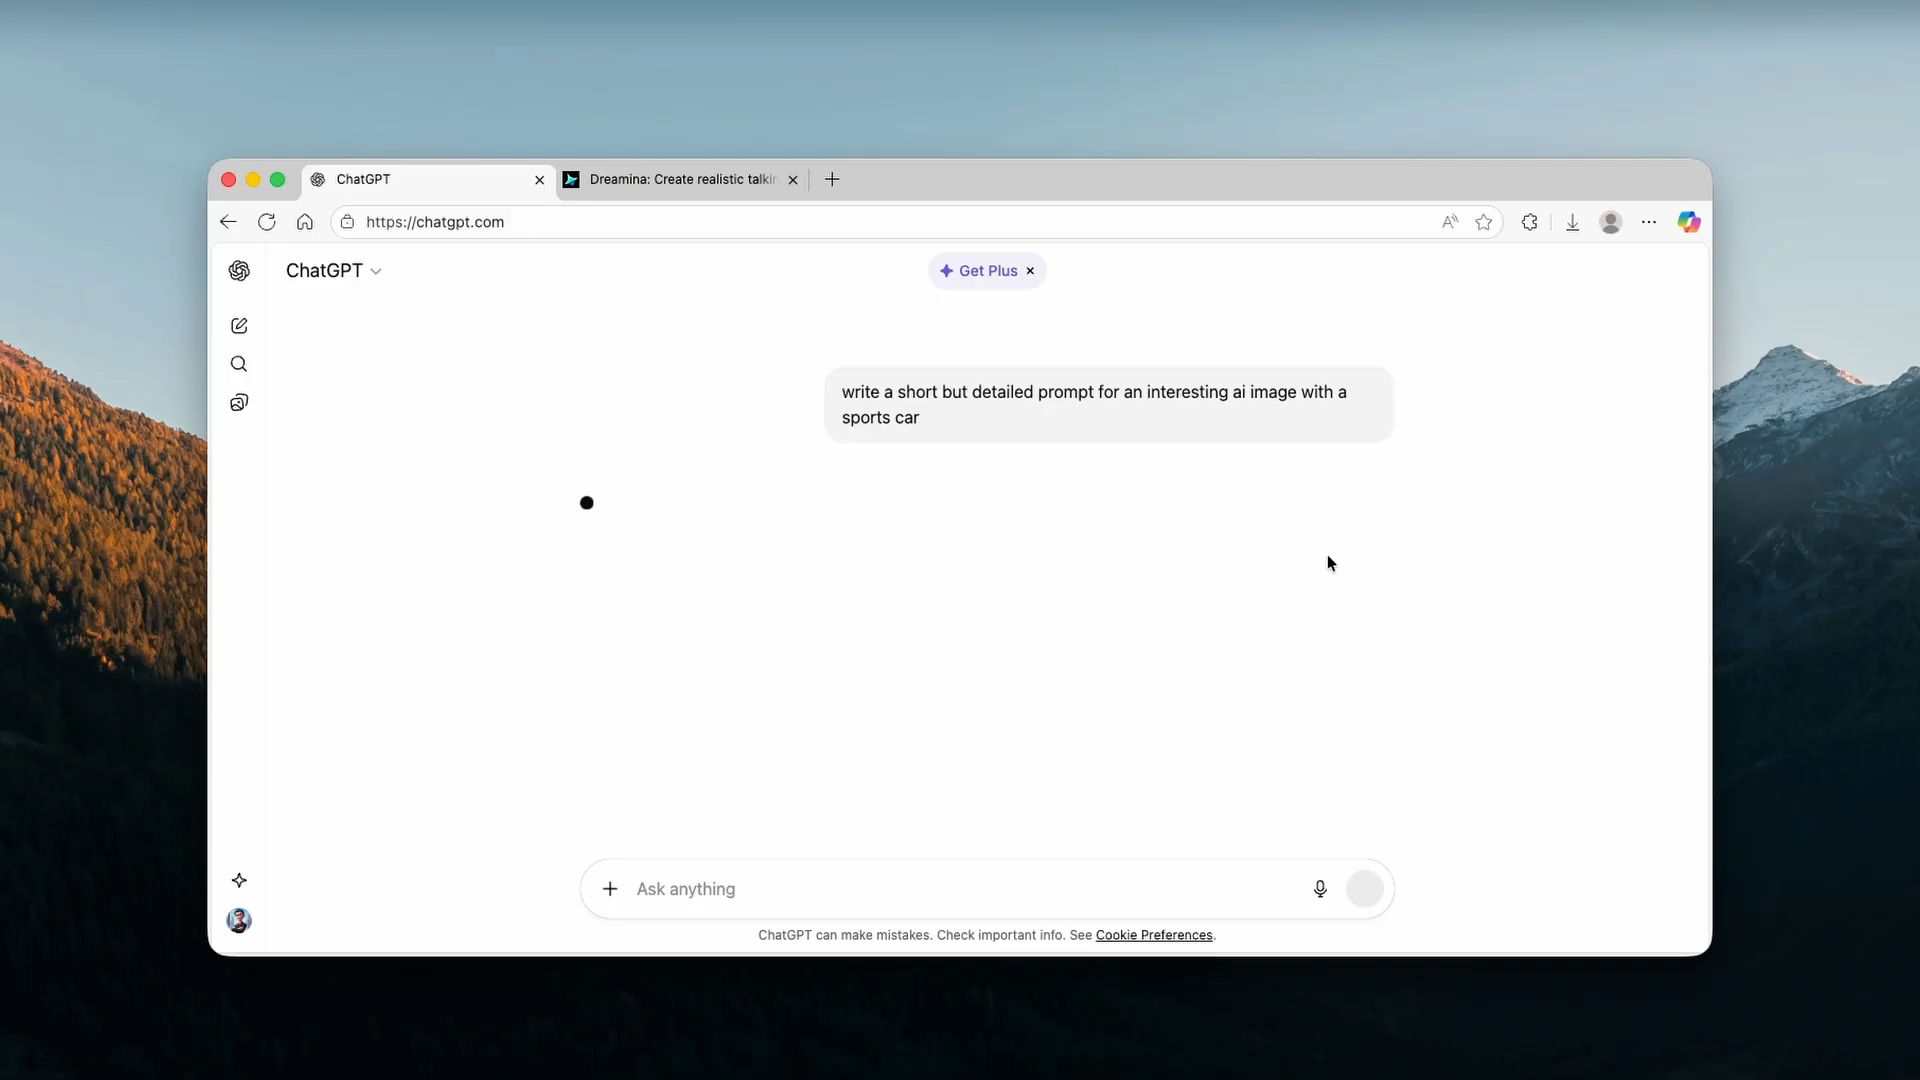 ChatGPT
Dreamina: Create realistic talkin
https://chatgpt.com
ChatGPT
Get Plus
write a short but detailed prompt for an interesting ai image with a
sports car
Ask anything
ChatGPT can make mistakes. Check important info. See Cookie Preferences.